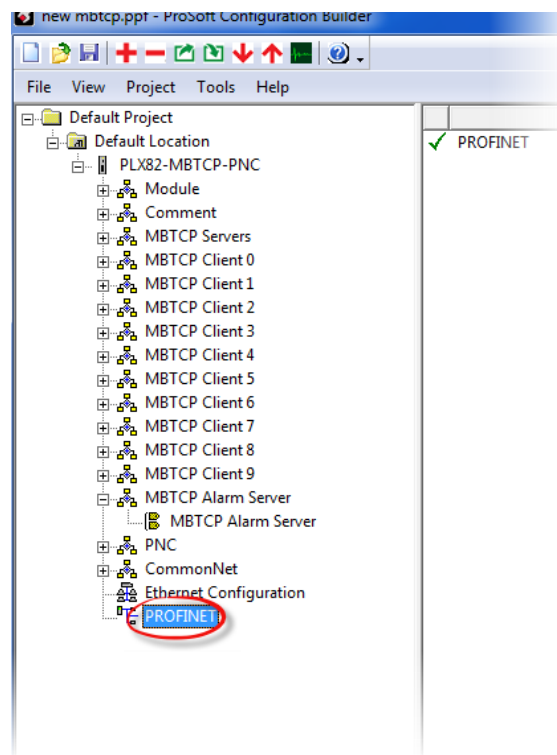 new mbtcp.ppf - ProSoft Configuration Builder
File View Project Tools Help
Default Project
Default Location
PLX82-MBTCP-PNC
Module
Comment
MBTCP Servers
MBTCP Client 0
MBTCP Client 1
MBTCP Client 2
MBTCP Client 3
MBTCP Client 4
MBTCP Client 5
MBTCP Client 6
MBTCP Client 7
MBTCP Client 8
MBTCP Client 9
MBTCP Alarm Server
MBTCP Alarm Server
PNC
CommonNet
Ethernet Configuration
PROFINET
PROFINET